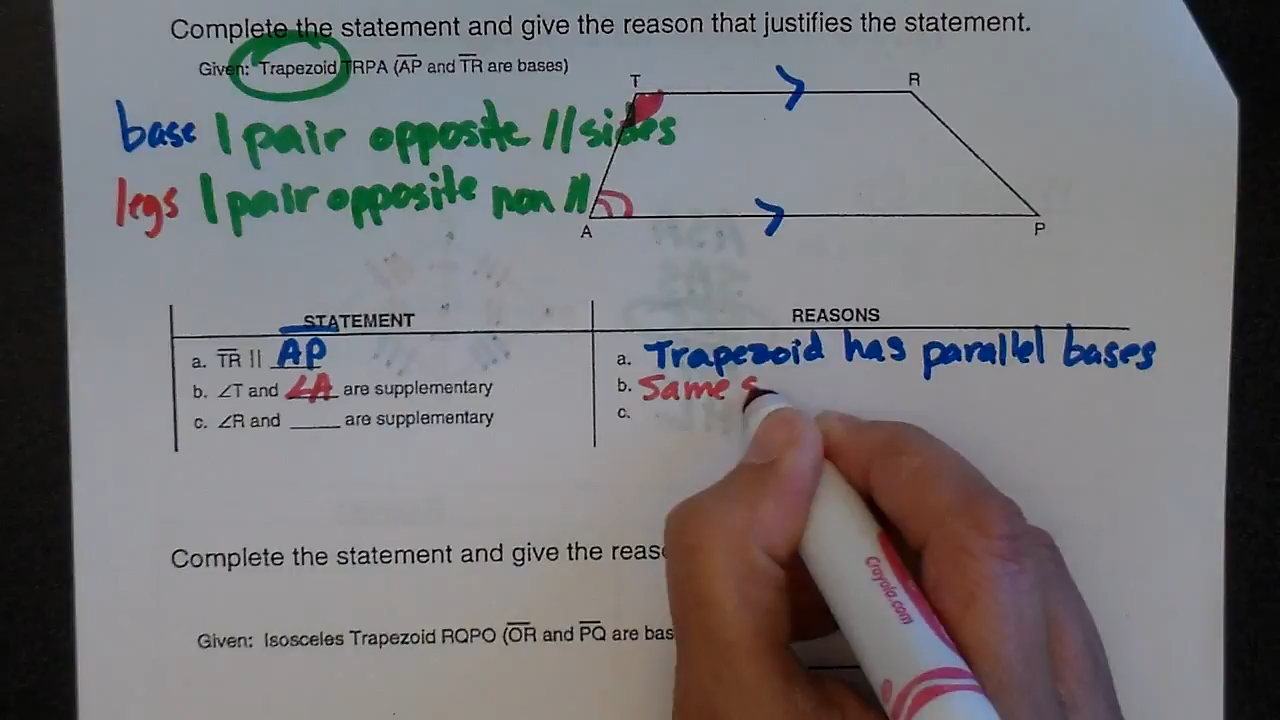 Complete the statement and give the reason that justifies the statement.
Given: Trapezoid TRPA (AP and TR are bases)
T
R
base 1 pair opposite // sides
legs 1 pair opposite non //
A
P
STATEMENT
REASONS
a. TR || AP
a. Trapezoid has parallel bases
b. ∠T and ∠A are supplementary
b. Same s
c. ∠R and ____ are supplementary
c.
Complete the statement and give the reas
Given: Isosceles Trapezoid RQPO (OR and PQ are bas
Crayola.com